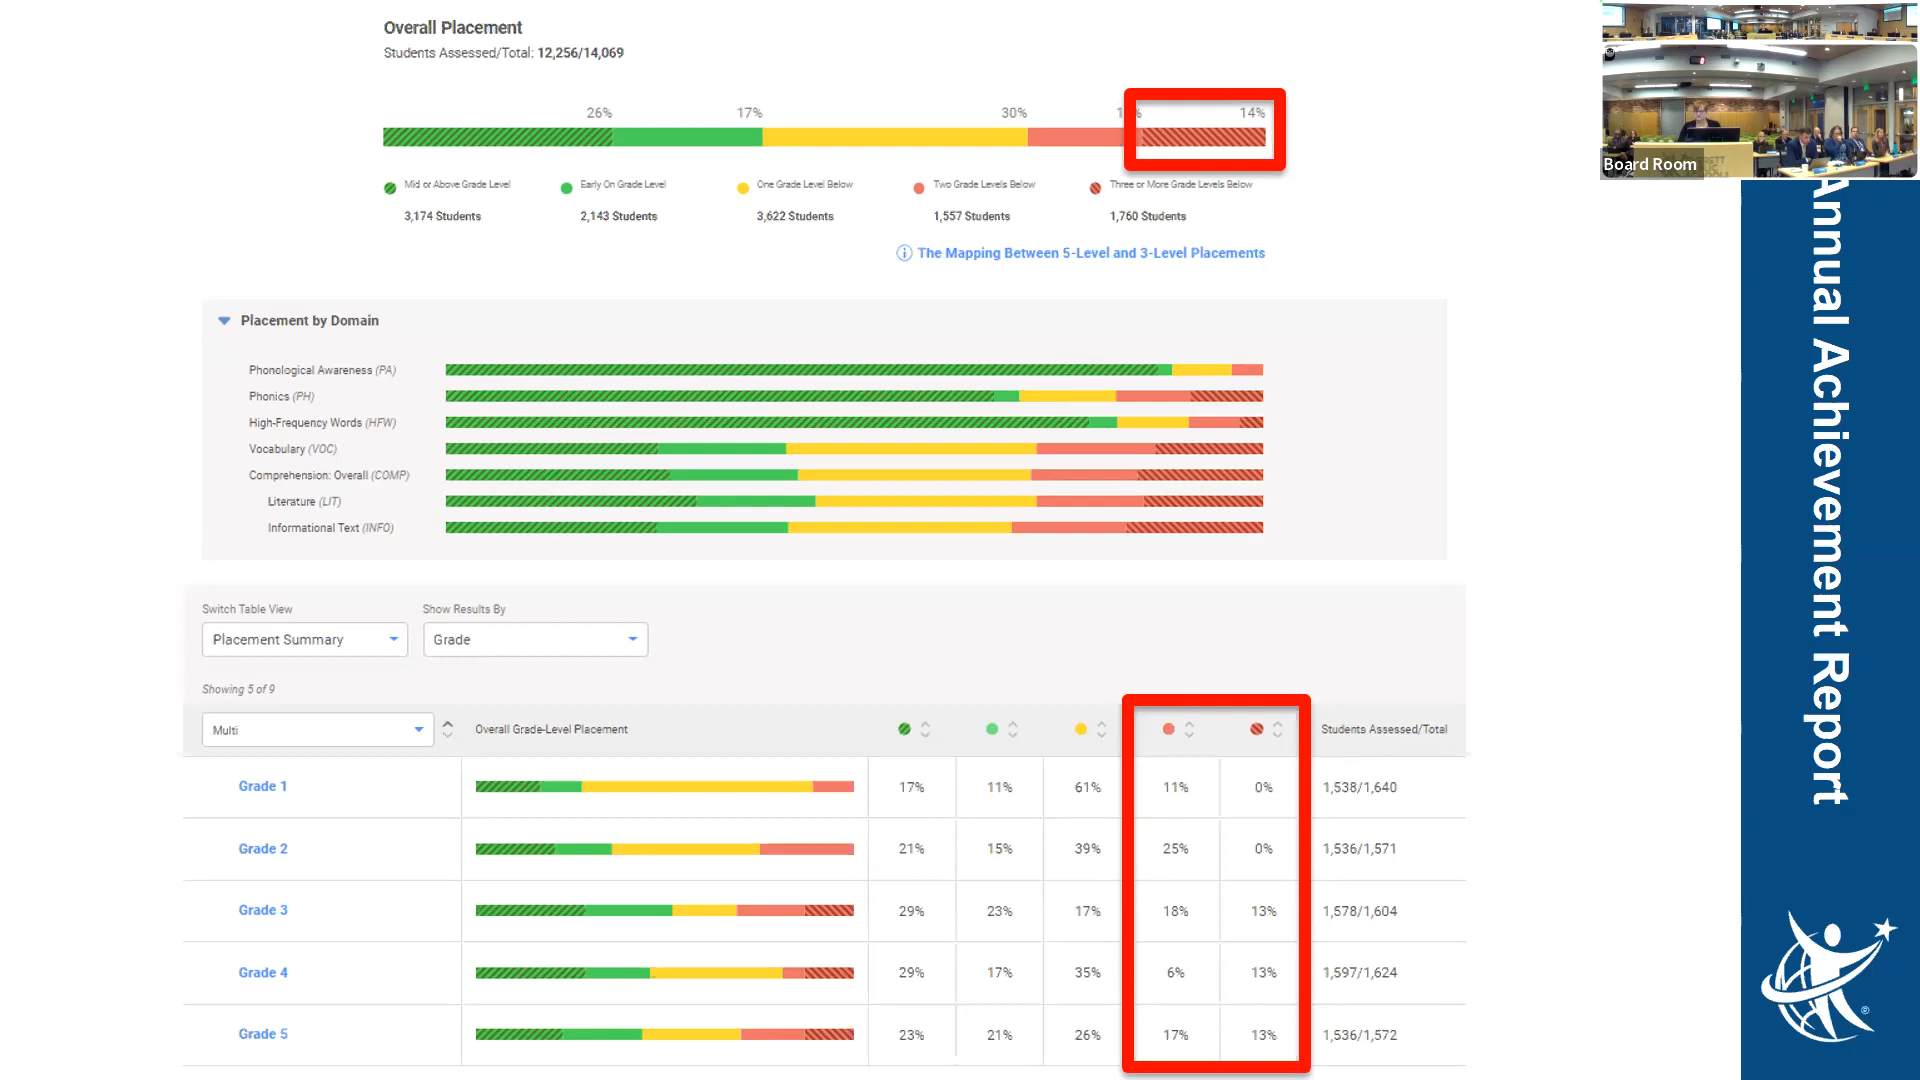 Overall Placement
Students Assessed/Total: 12,256/14,069
26% 17% 30% 14%
Mid or Above Grade Level Early On Grade Level One Grade Level Below Two Grade Levels Below Three or More Grade Levels Below
3,174 Students 2,143 Students 3,622 Students 1,557 Students 1,760 Students
The Mapping Between 5-Level and 3-Level Placements
Placement by Domain
Phonological Awareness (PA)
Phonics (PH)
High-Frequency Words (HFW)
Vocabulary (VOC)
Comprehension: Overall (COMP)
Literature (LIT)
Informational Text (INFO)
Switch Table View Show Results By
Placement Summary Grade
Showing 5 of 9
Multi Overall Grade-Level Placement Students Assessed/Total
Grade 1 17% 11% 61% 11% 0% 1,538/1,640
Grade 2 21% 15% 39% 25% 0% 1,536/1,571
Grade 3 29% 23% 17% 18% 13% 1,578/1,604
Grade 4 29% 17% 35% 6% 13% 1,597/1,624
Grade 5 23% 21% 26% 17% 13% 1,536/1,572
Board Room
Annual Achievement Report
®